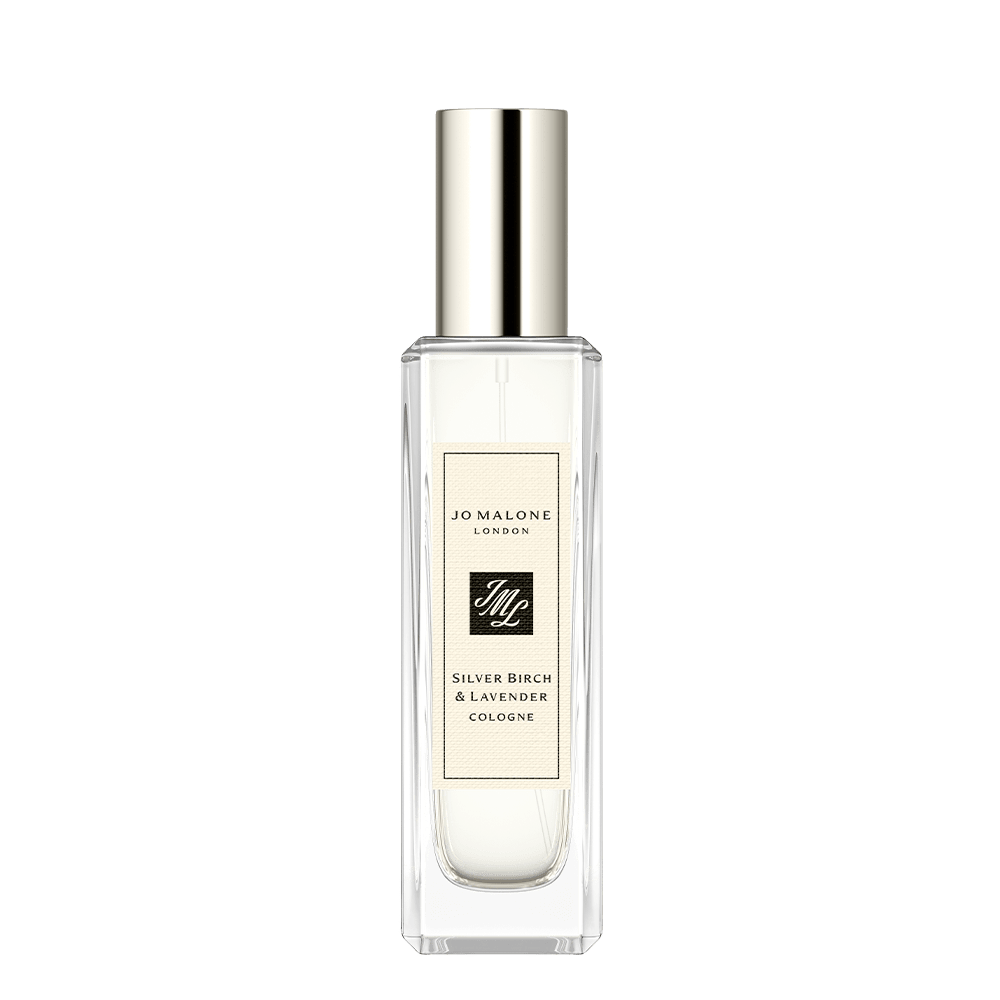 JO MALONE
LONDON
JML
SILVER BIRCH
& LAVENDER
COLOGNE